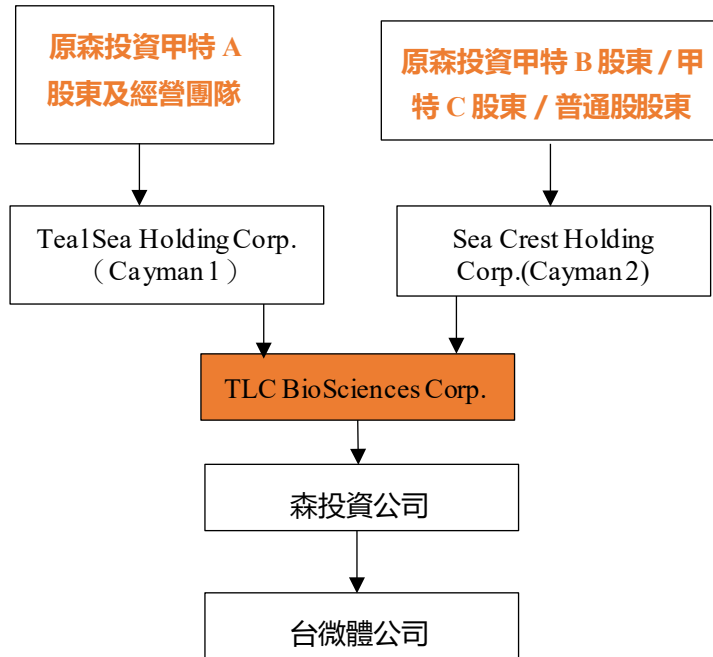 原森投資甲特 A
股東及經營團隊
原森投資甲特 B 股東 / 甲
特 C 股東 / 普通股股東
Teal Sea Holding Corp.
（Cayman 1）
Sea Crest Holding
Corp.(Cayman 2)
TLC BioSciences Corp.
森投資公司
台微體公司